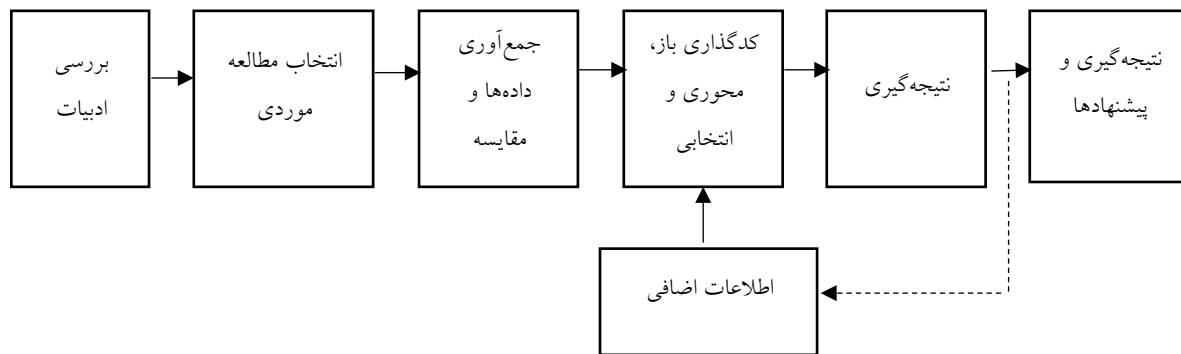 بررسی
ادبیات
انتخاب مطالعه
موردی
جمع‌آوری
داده‌ها و
مقایسه
کدگذاری باز،
محوری و
انتخابی
نتیجه‌گیری
نتیجه‌گیری و
پیشنهادها
اطلاعات اضافی